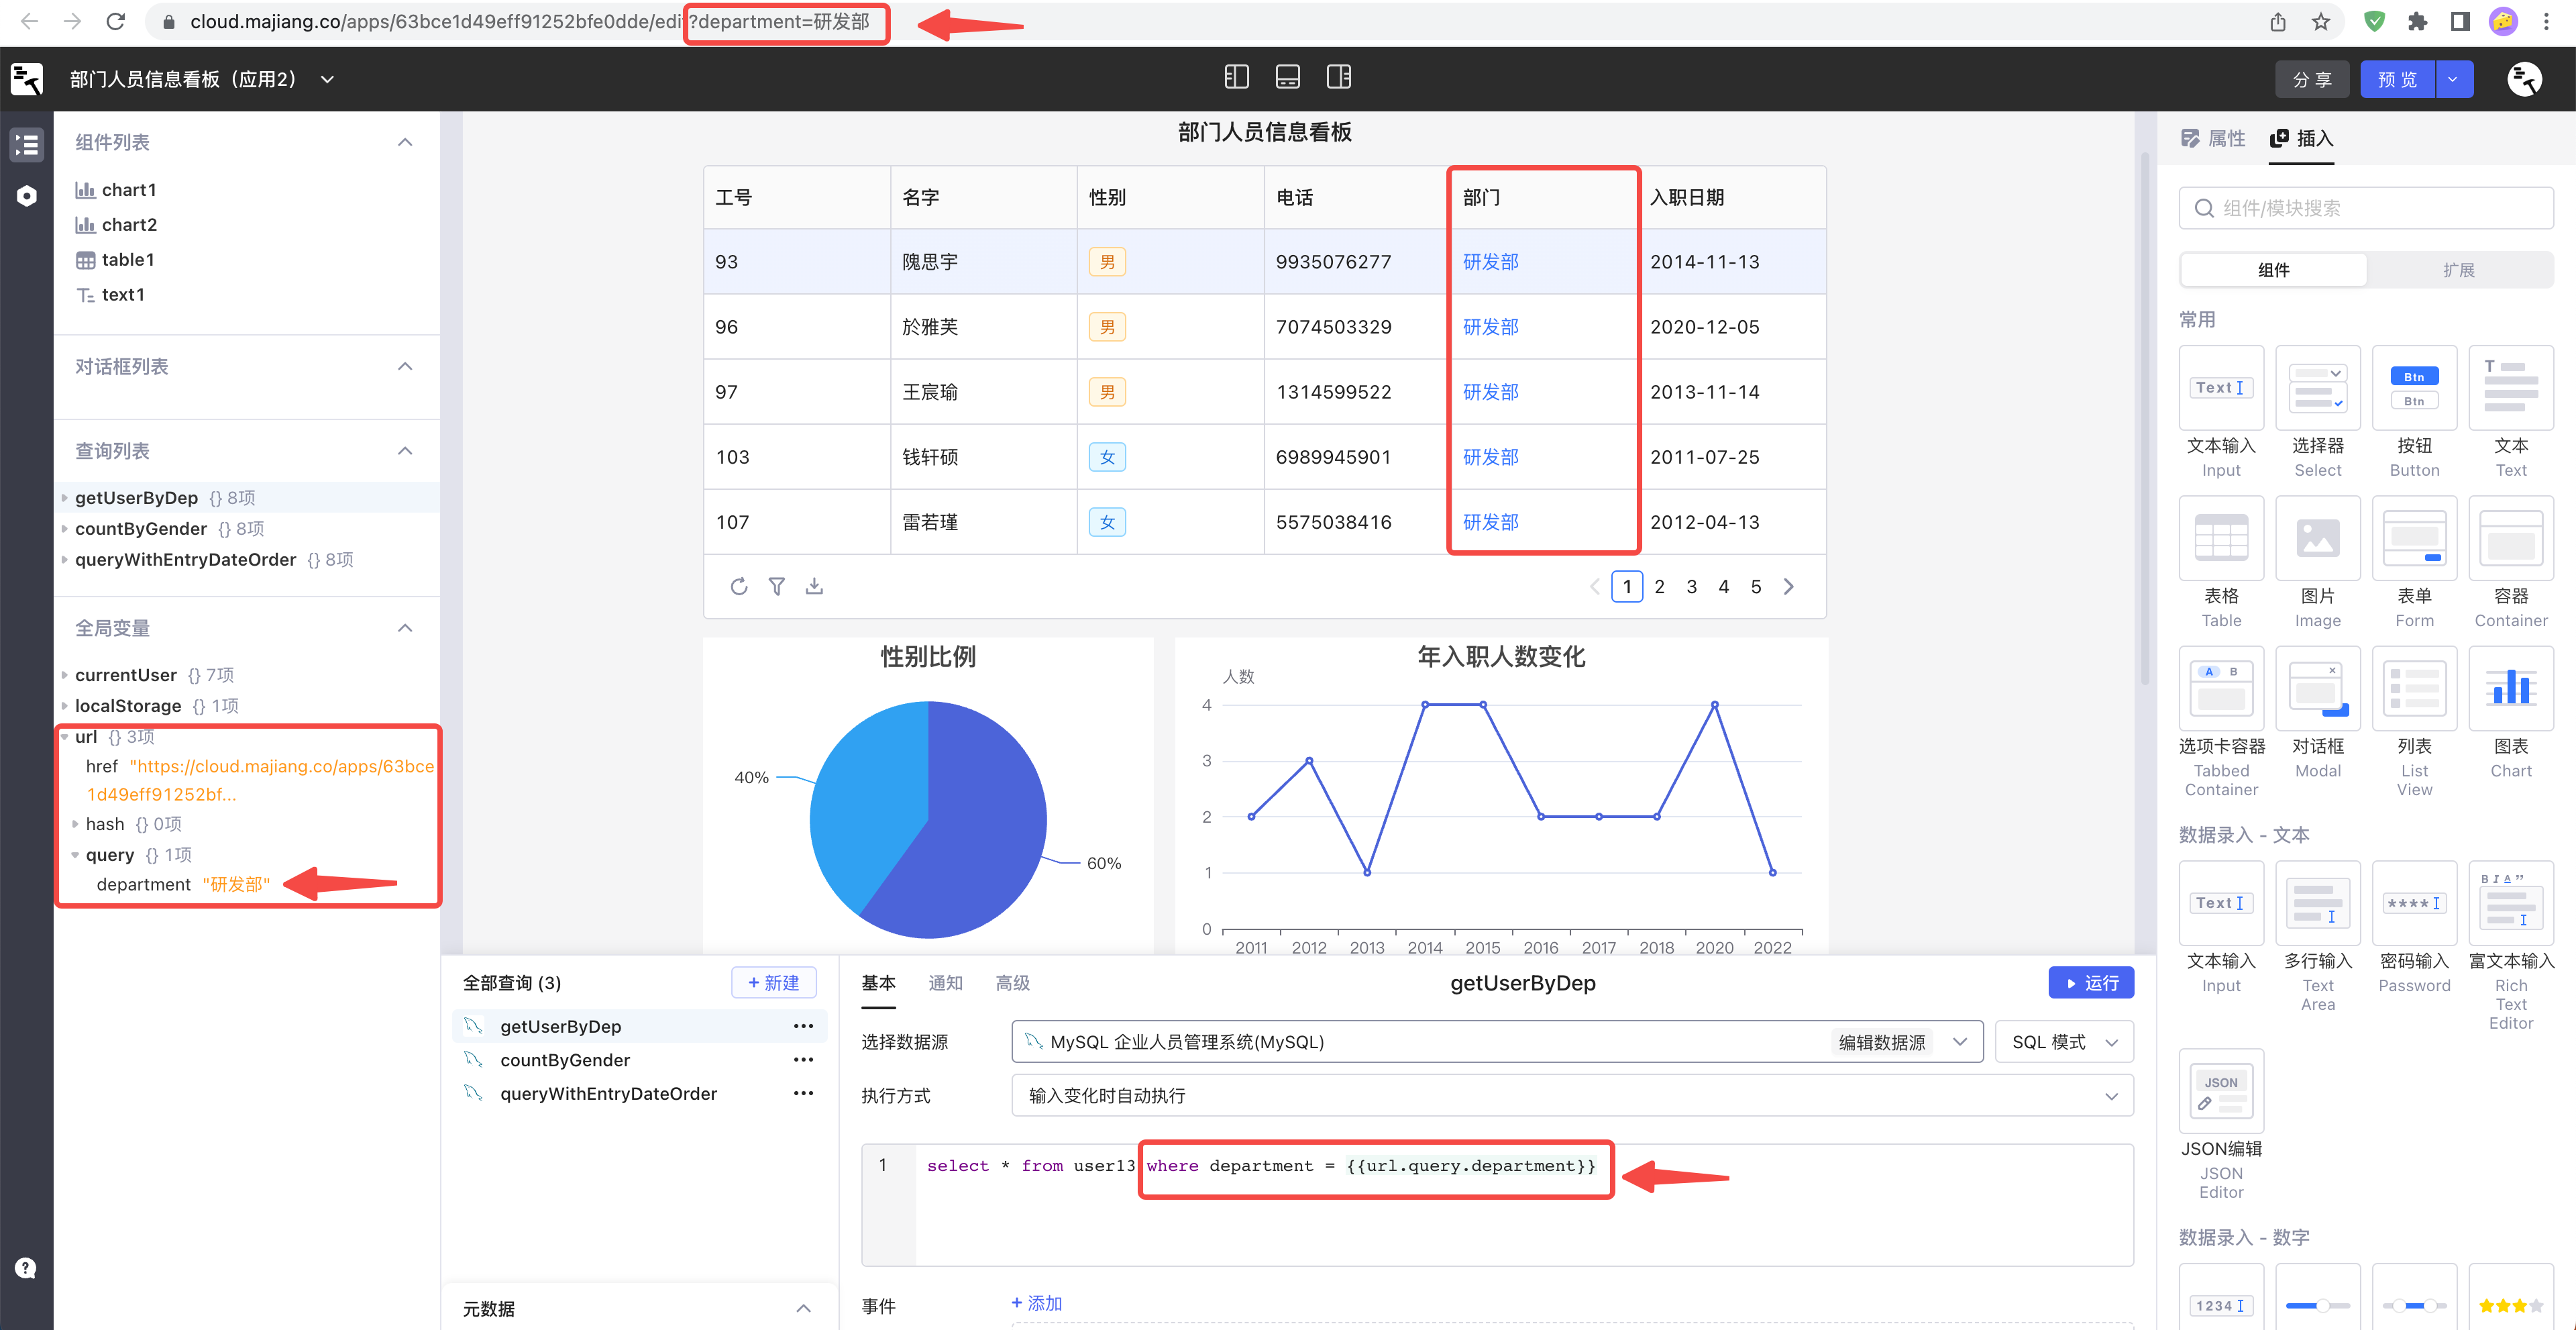 cloud.majiang.co/apps/63bce1d49eff91252bfe0dde/edit?department=研发部
部门人员信息看板（应用2）
分享
预览
组件列表
chart1
chart2
table1
text1
对话框列表
查询列表
getUserByDep {} 8项
countByGender {} 8项
queryWithEntryDateOrder {} 8项
全局变量
currentUser {} 7项
localStorage {} 1项
url {} 3项
href "https://cloud.majiang.co/apps/63bce
1d49eff91252bf...
hash {} 0项
query {} 1项
department "研发部"
部门人员信息看板
工号 名字 性别 电话 部门 入职日期
93 隗思宇 男 9935076277 研发部 2014-11-13
96 於雅芙 男 7074503329 研发部 2020-12-05
97 王宸瑜 男 1314599522 研发部 2013-11-14
103 钱轩硕 女 6989945901 研发部 2011-07-25
107 雷若瑾 女 5575038416 研发部 2012-04-13
1 2 3 4 5
性别比例
40%
60%
年入职人数变化
人数
4
3
2
1
0
2011 2012 2013 2014 2015 2016 2017 2018 2020 2022
全部查询 (3)
+ 新建
getUserByDep
countByGender
queryWithEntryDateOrder
元数据
基本 通知 高级
getUserByDep
运行
选择数据源
MySQL 企业人员管理系统(MySQL)
编辑数据源
SQL 模式
执行方式
输入变化时自动执行
1 select * from user13 where department = {{url.query.department}}
事件
+ 添加
属性 插入
组件/模块搜索
组件 扩展
常用
Text
Btn
Btn
T
文本输入 选择器 按钮 文本
Input Select Button Text
表格 图片 表单 容器
Table Image Form Container
A B
选项卡容器 对话框 列表 图表
Tabbed Container
Modal
List View
Chart
数据录入 - 文本
Text
****
B I A ”
文本输入 多行输入 密码输入 富文本输入
Input
Text Area
Password
Rich Text Editor
JSON
JSON编辑
JSON Editor
数据录入 - 数字
1234